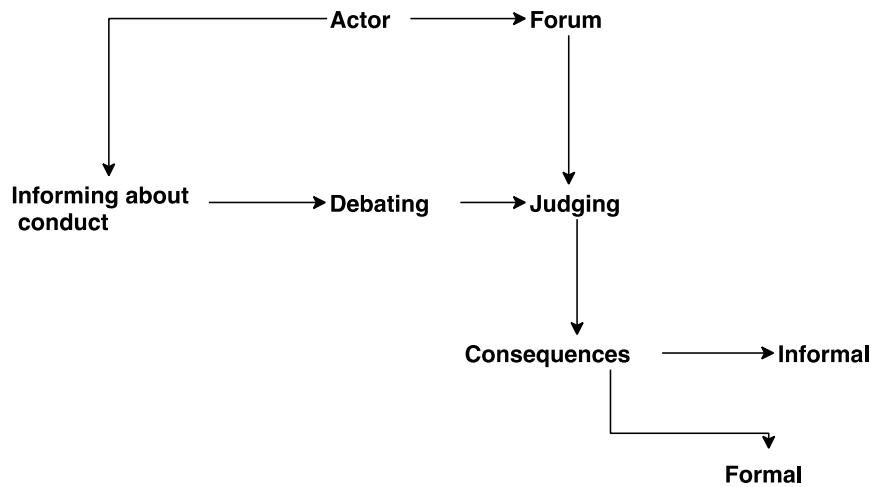 Actor
Forum
Informing about
conduct
Debating
Judging
Consequences
Informal
Formal